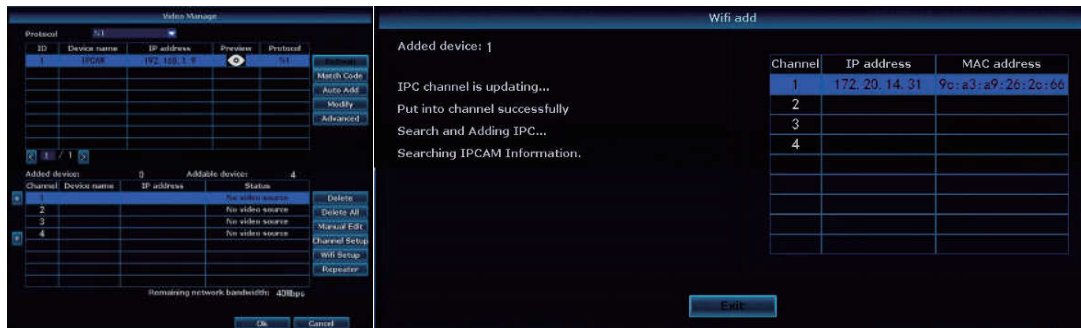 Video Manage
Protocol N1
ID Device name IP address Preview Protocol
1 IPCAM 192.168.1.9 N1
Refresh
Match Code
Auto Add
Modify
Advanced
1 / 1
Added device: 0 Addable device: 4
Channel Device name IP address Status
1 No video source
2 No video source
3 No video source
4 No video source
Delete
Delete All
Manual Edit
Channel Setup
Wifi Setup
Repeater
Remaining network bandwidth: 40Mbps
Ok Cancel
Wifi add
Added device: 1
IPC channel is updating...
Put into channel successfully
Search and Adding IPC...
Searching IPCAM Information.
Channel IP address MAC address
1 172.20.14.31 9c:a3:a9:26:2c:66
2
3
4
Exit